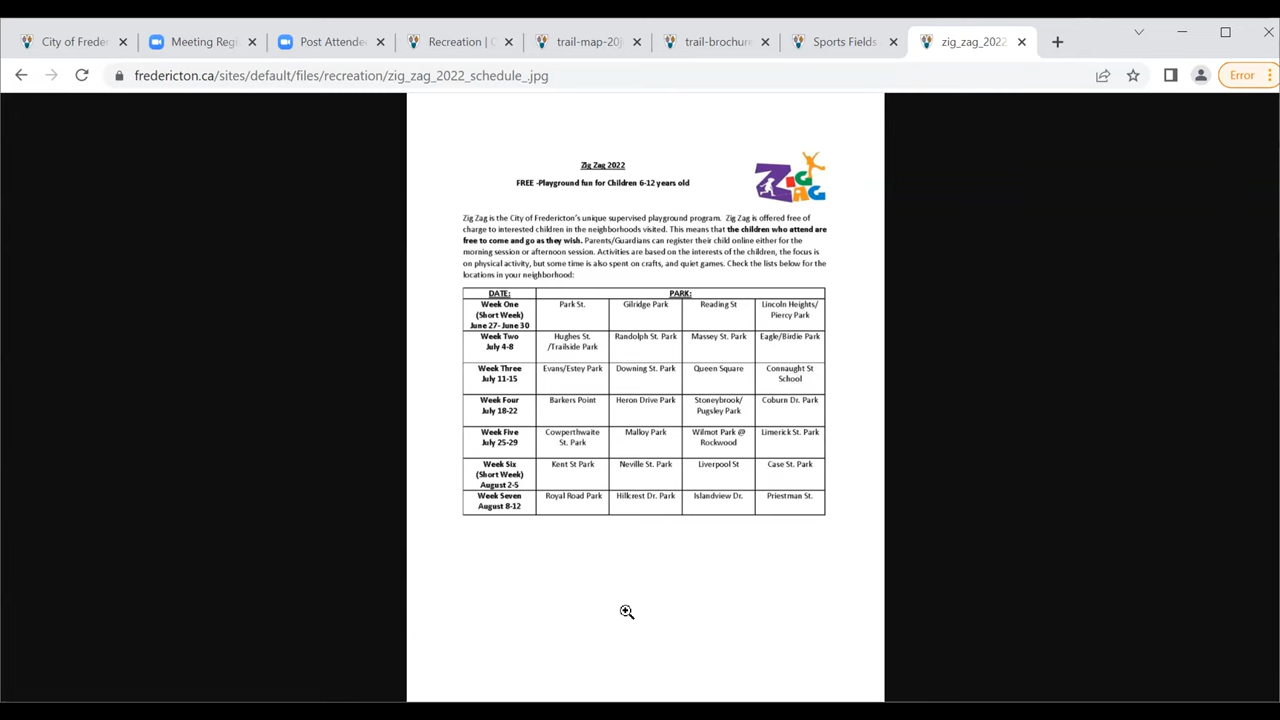 City of Freder
Meeting Regi
Post Attende
Recreation | C
trail-map-20
trail-brochure
Sports Fields
zig_zag_2022
fredericton.ca/sites/default/files/recreation/zig_zag_2022_schedule_.jpg
Error
Zig Zag 2022
FREE -Playground fun for Children 6-12 years old
ZIG ZAG
Zig Zag is the City of Fredericton's unique supervised playground program. Zig Zag is offered free of
charge to interested children in the neighborhoods visited. This means that the children who attend are
free to come and go as they wish. Parents/Guardians can register their child online either for the
morning session or afternoon session. Activities are based on the interests of the children, the focus is
on physical activity, but some time is also spent on crafts, and quiet games. Check the lists below for the
locations in your neighborhood:
DATE: PARK:
Week One Park St. Gilridge Park Reading St Lincoln Heights/
(Short Week) Piercy Park
June 27- June 30
Week Two Hughes St. Randolph St. Park Massey St. Park Eagle/Birdie Park
July 4-8 /Trailside Park
Week Three Evans/Estey Park Downing St. Park Queen Square Connaught St
July 11-15 School
Week Four Barkers Point Heron Drive Park Stoneybrook/ Coburn Dr. Park
July 18-22 Pugsley Park
Week Five Cowperthwaite Malloy Park Wilmot Park @ Limerick St. Park
July 25-29 St. Park Rockwood
Week Six Kent St Park Neville St. Park Liverpool St Case St. Park
(Short Week)
August 2-5
Week Seven Royal Road Park Hillcrest Dr. Park Islandview Dr. Priestman St.
August 8-12